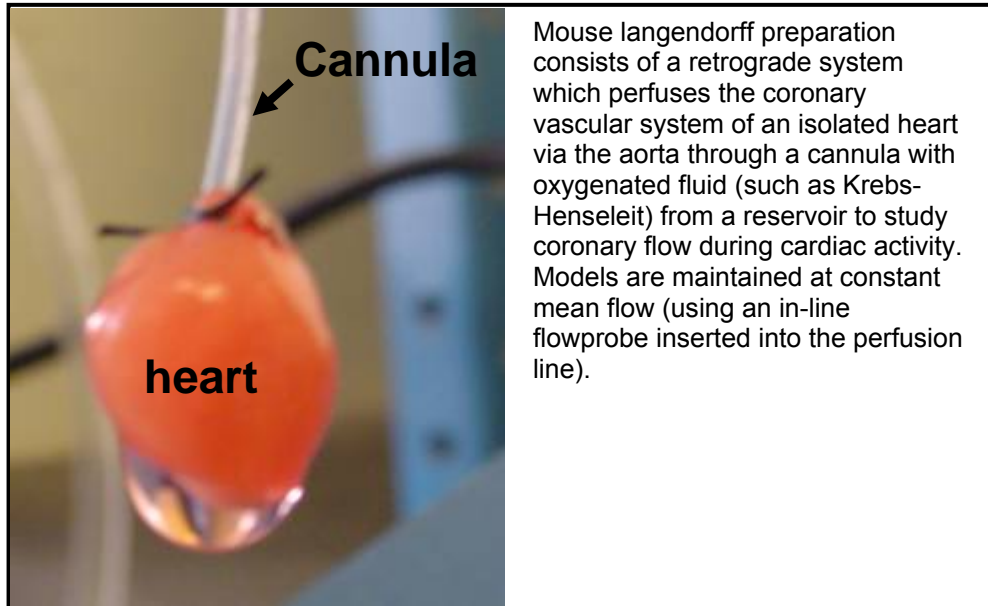 Cannula
heart
Mouse langendorff preparation
consists of a retrograde system
which perfuses the coronary
vascular system of an isolated heart
via the aorta through a cannula with
oxygenated fluid (such as Krebs-
Henseleit) from a reservoir to study
coronary flow during cardiac activity.
Models are maintained at constant
mean flow (using an in-line
flowprobe inserted into the perfusion
line).